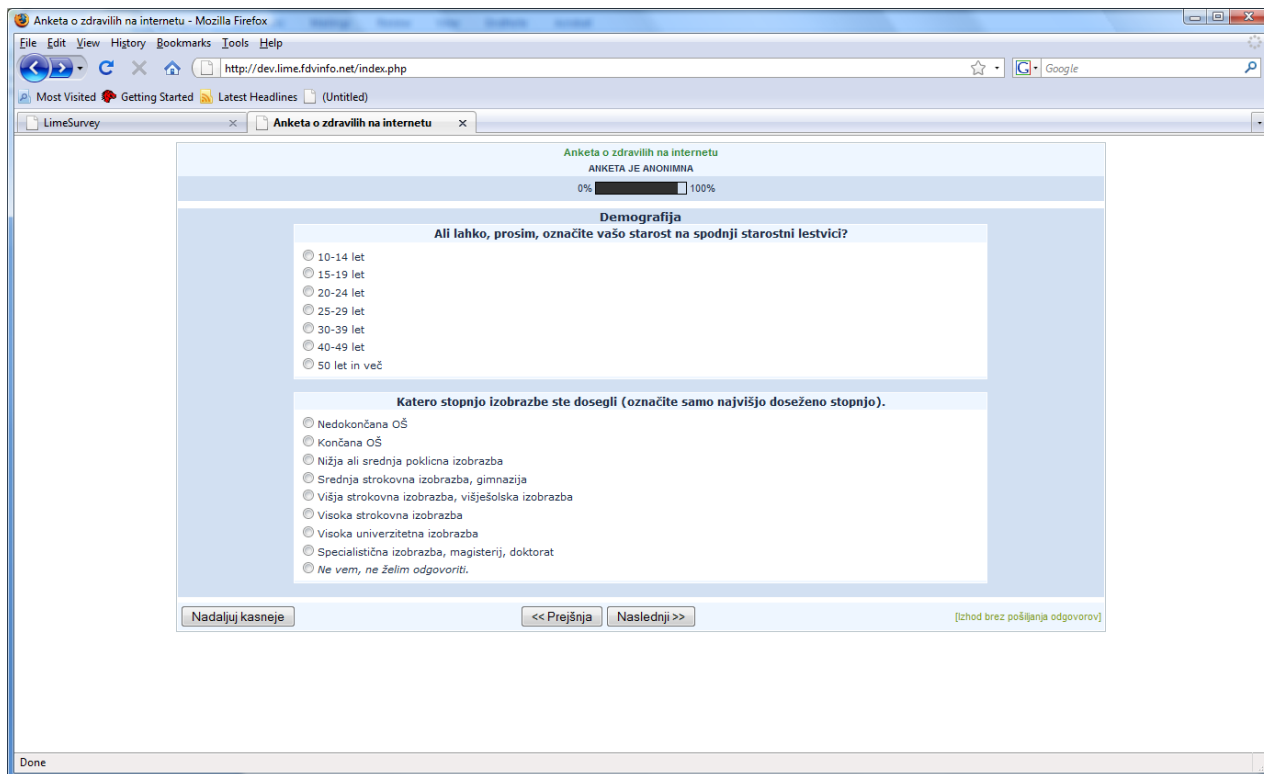 Anketa o zdravilih na internetu - Mozilla Firefox
File Edit View History Bookmarks Tools Help
http://dev.lime.fdvinfo.net/index.php
G Google
Most Visited Getting Started Latest Headlines (Untitled)
LimeSurvey Anketa o zdravilih na internetu
Anketa o zdravilih na internetu
ANKETA JE ANONIMNA
0% 100%
Demografija
Ali lahko, prosim, označite vašo starost na spodnji starostni lestvici?
10-14 let
15-19 let
20-24 let
25-29 let
30-39 let
40-49 let
50 let in več
Katero stopnjo izobrazbe ste dosegli (označite samo najvišjo doseženo stopnjo).
Nedokončana OŠ
Končana OŠ
Nižja ali srednja poklicna izobrazba
Srednja strokovna izobrazba, gimnazija
Višja strokovna izobrazba, višješolska izobrazba
Visoka strokovna izobrazba
Visoka univerzitetna izobrazba
Specialistična izobrazba, magisterij, doktorat
Ne vem, ne želim odgovoriti.
Nadaljuj kasneje << Prejšnja Naslednji >> [Izhod brez pošiljanja odgovorov]
Done